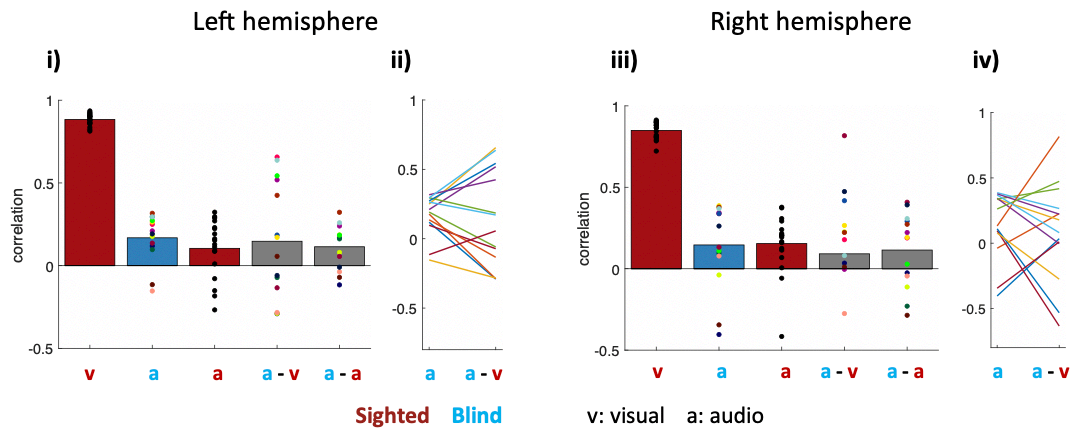 Left hemisphere
Right hemisphere
i)
ii)
iii)
iv)
correlation
1
0.5
0
-0.5
v
a
a
a - v
a - a
1
0.5
0
-0.5
a
a - v
correlation
1
0.5
0
-0.5
v
a
a
a - v
a - a
1
0.5
0
-0.5
a
a - v
Sighted Blind v: visual a: audio